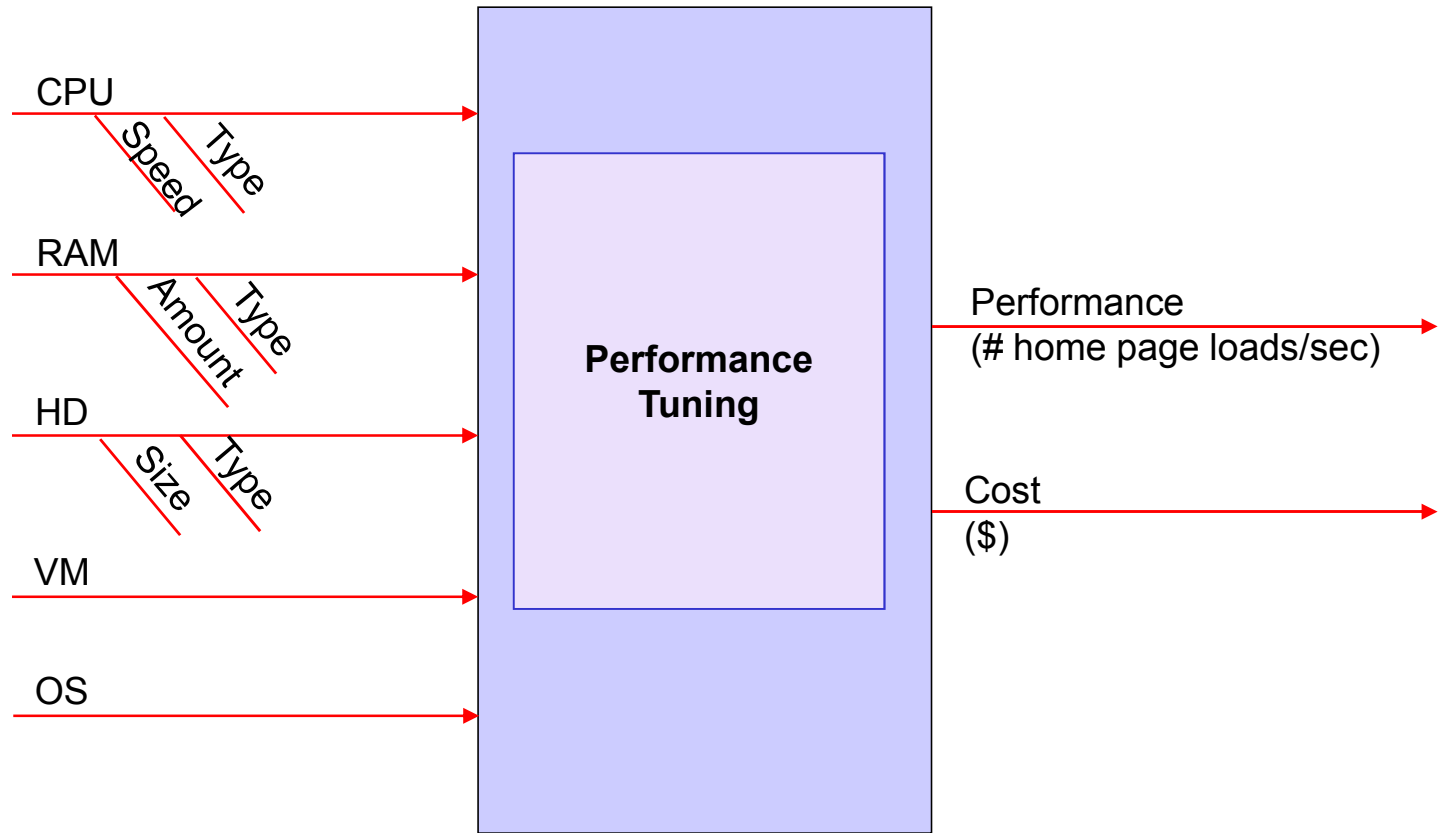 CPU
Speed
Type
RAM
Amount
Type
HD
Size
Type
VM
OS
Performance
Tuning
Performance
(# home page loads/sec)
Cost
($)